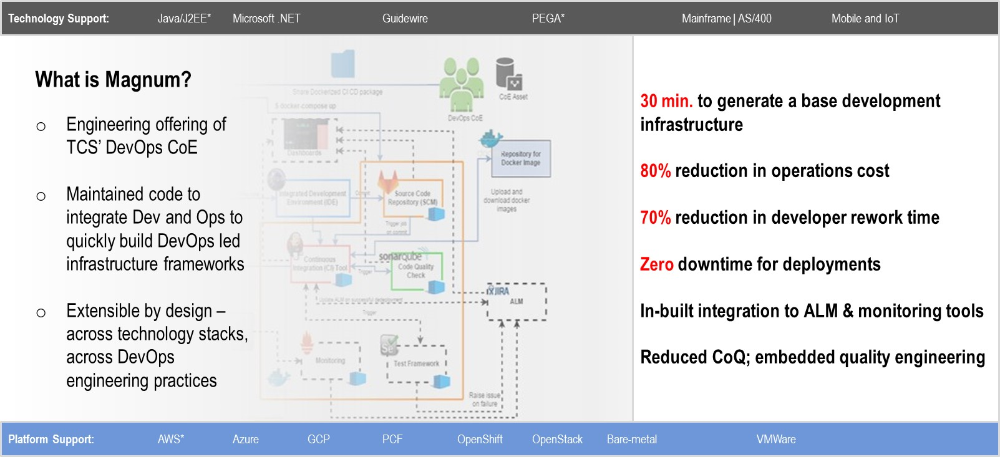 Technology Support: Java/J2EE* Microsoft .NET Guidewire PEGA* Mainframe | AS/400 Mobile and IoT
What is Magnum?
o Engineering offering of
TCS’ DevOps CoE
o Maintained code to
integrate Dev and Ops to
quickly build DevOps led
infrastructure frameworks
o Extensible by design –
across technology stacks,
across DevOps
engineering practices
Share Dockerized CI CD package
$ docker-compose up
DevOps CoE
CoE Asset
Dashboards
Repository for
Docker Image
Upload and
download docker
images
Integrated Development
Environment (IDE)
Commit
Source Code
Repository (SCM)
Trigger job
on commit
Continuous
Integration (CI) Tool
Trigger
sonarqube
Code Quality
Check
Update ALM on successful
Trigger
JIRA
ALM
Monitoring
Se
Test Framework
Raise issue
on failure
30 min. to generate a base development
infrastructure
80% reduction in operations cost
70% reduction in developer rework time
Zero downtime for deployments
In-built integration to ALM & monitoring tools
Reduced CoQ; embedded quality engineering
Platform Support: AWS* Azure GCP PCF OpenShift OpenStack Bare-metal VMWare